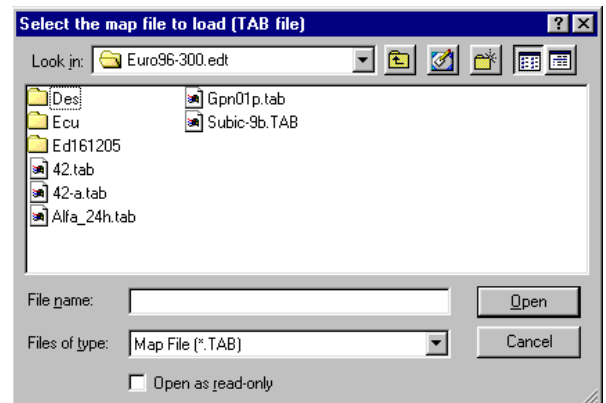 Select the map file to load (TAB file)
Look in: Euro96-300.edt
Des
Ecu
Ed161205
42.tab
42-a.tab
Alfa_24h.tab
Gpn01p.tab
Subic-9b.TAB
File name:
Open
Files of type: Map File (*.TAB)
Cancel
Open as read-only